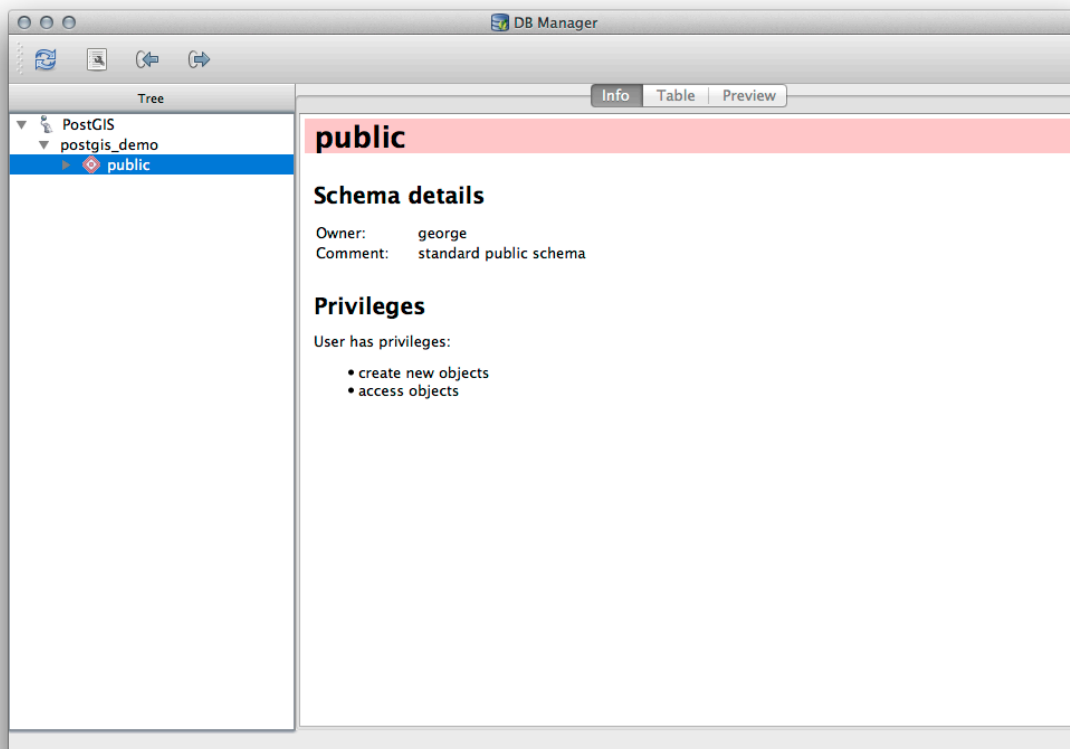 DB Manager
Tree
Info Table Preview
PostGIS
postgis_demo
public
public
Schema details
Owner: george
Comment: standard public schema
Privileges
User has privileges:
• create new objects
• access objects